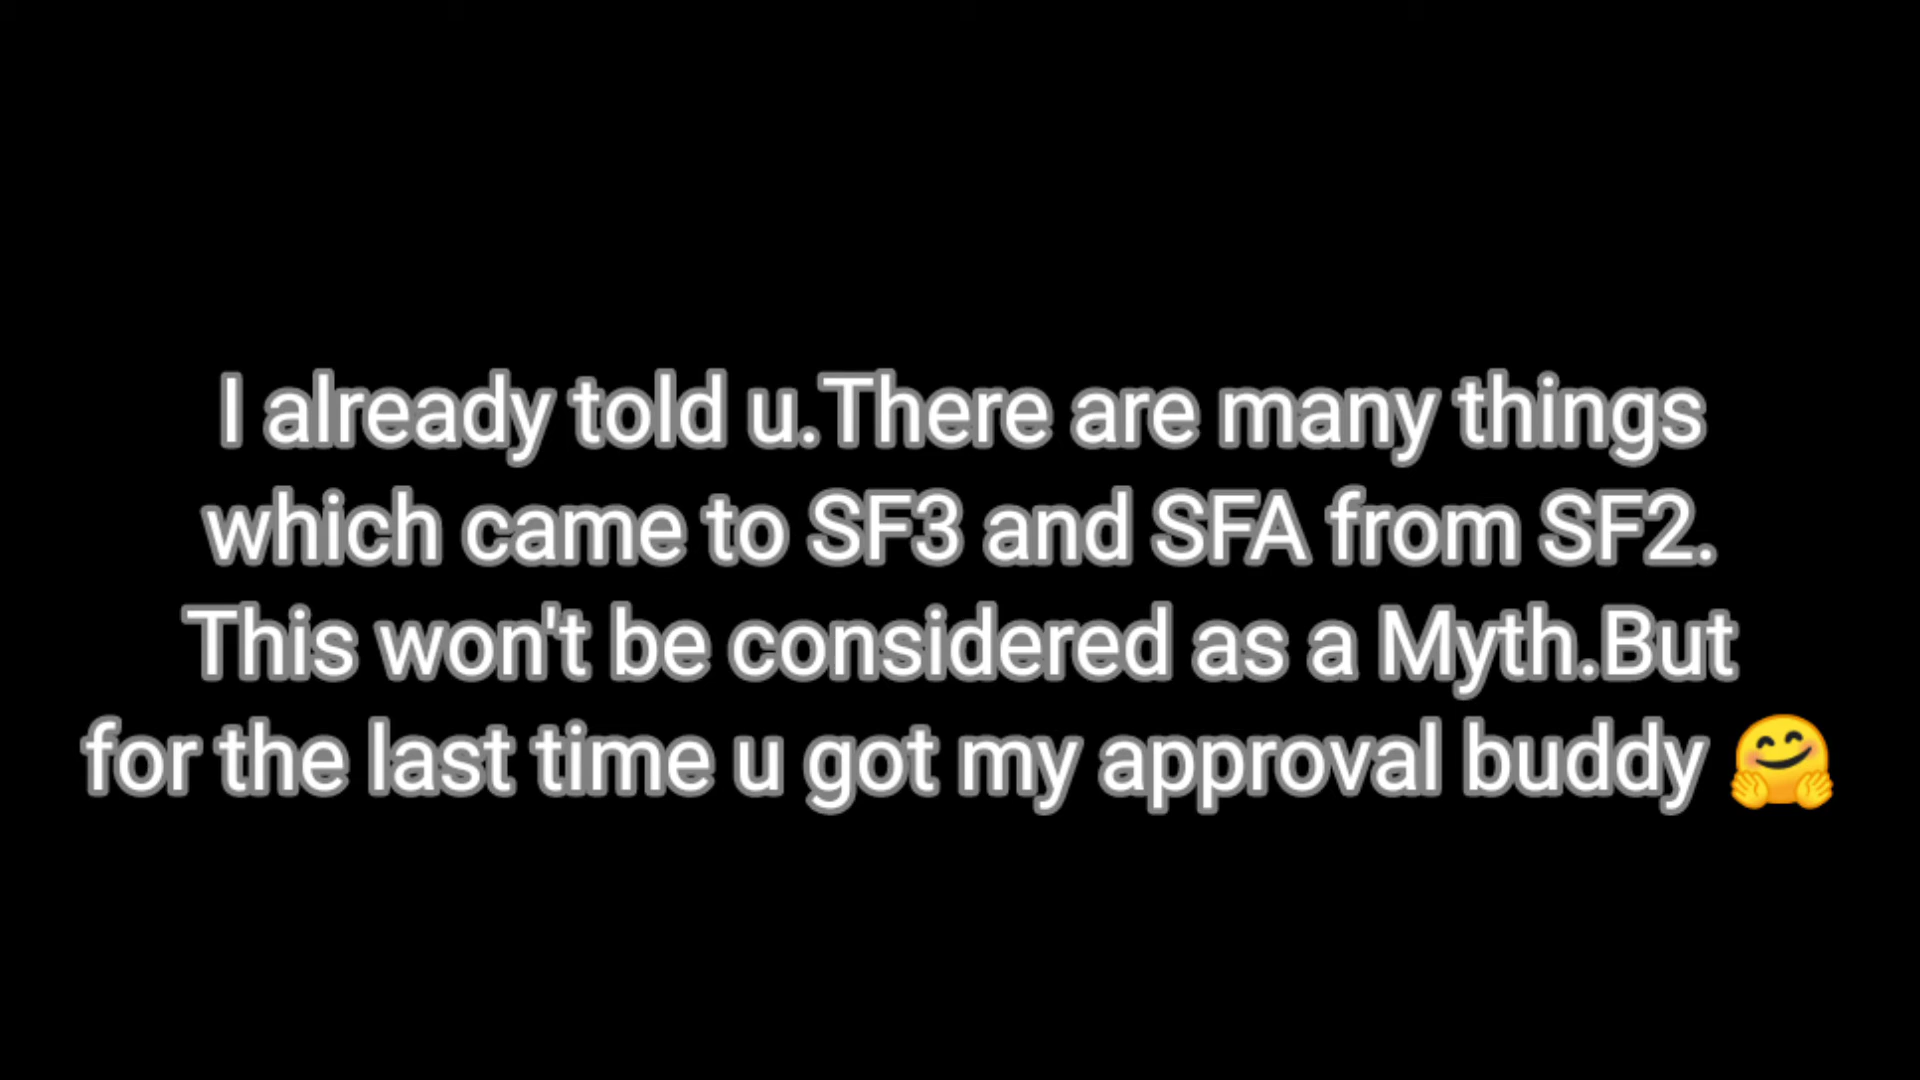 I already told u.There are many things
which came to SF3 and SFA from SF2.
This won't be considered as a Myth.But
for the last time u got my approval buddy 🤗